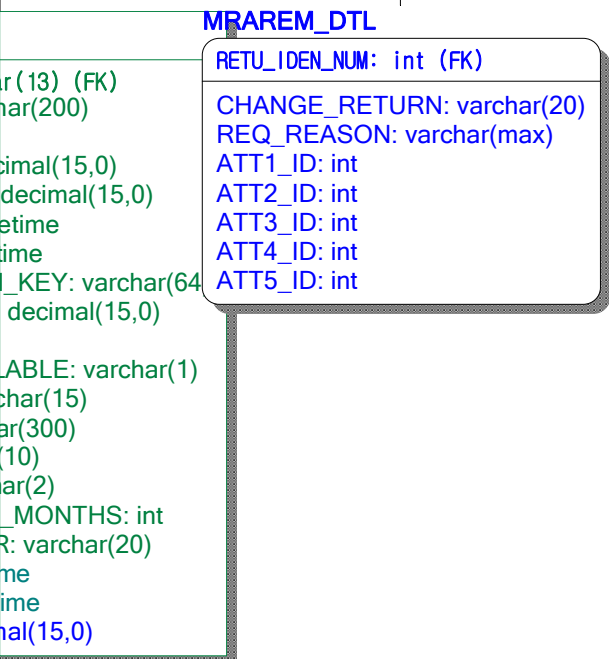 MRAREM_DTL
RETU_IDEN_NUM: int (FK)
CHANGE_RETURN: varchar(20)
REQ_REASON: varchar(max)
ATT1_ID: int
ATT2_ID: int
ATT3_ID: int
ATT4_ID: int
ATT5_ID: int
ar(13) (FK)
har(200)
cimal(15,0)
decimal(15,0)
etime
time
_KEY: varchar(64
decimal(15,0)
LABLE: varchar(1)
char(15)
ar(300)
(10)
ar(2)
_MONTHS: int
R: varchar(20)
me
ime
al(15,0)